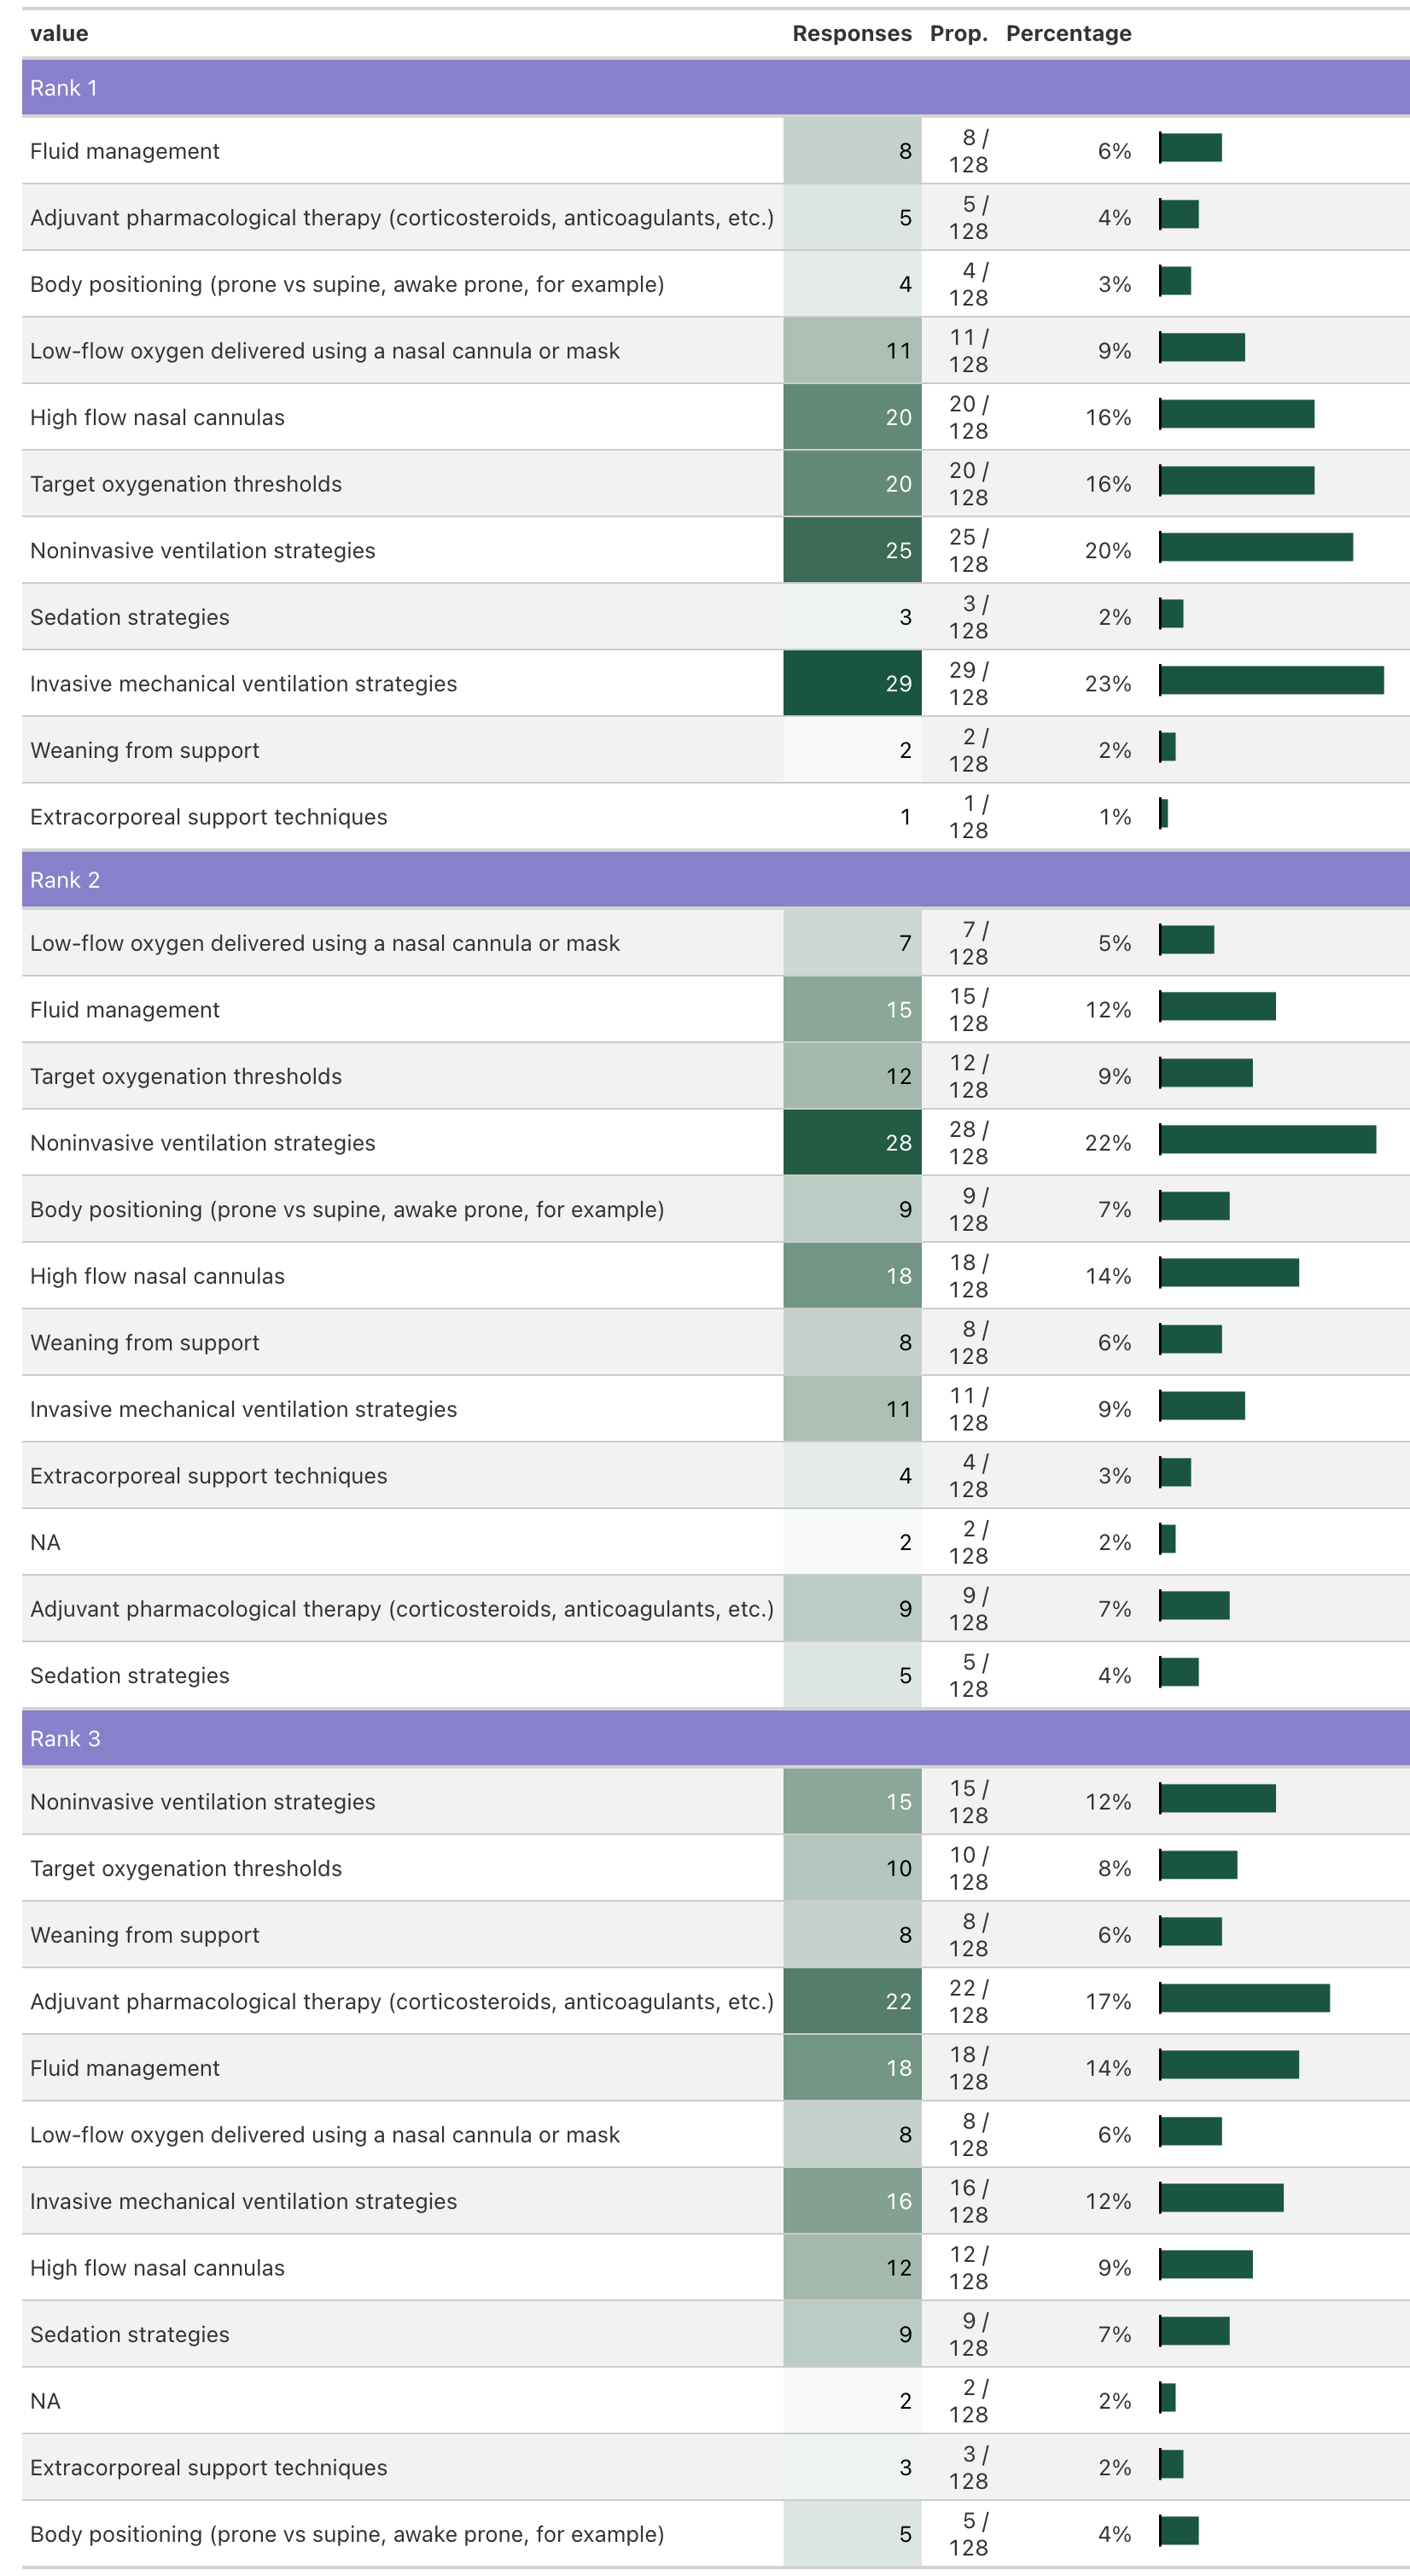 value Responses Prop. Percentage
Rank 1
Fluid management 8 8 / 128 6%
Adjuvant pharmacological therapy (corticosteroids, anticoagulants, etc.) 5 5 / 128 4%
Body positioning (prone vs supine, awake prone, for example) 4 4 / 128 3%
Low-flow oxygen delivered using a nasal cannula or mask 11 11 / 128 9%
High flow nasal cannulas 20 20 / 128 16%
Target oxygenation thresholds 20 20 / 128 16%
Noninvasive ventilation strategies 25 25 / 128 20%
Sedation strategies 3 3 / 128 2%
Invasive mechanical ventilation strategies 29 29 / 128 23%
Weaning from support 2 2 / 128 2%
Extracorporeal support techniques 1 1 / 128 1%
Rank 2
Low-flow oxygen delivered using a nasal cannula or mask 7 7 / 128 5%
Fluid management 15 15 / 128 12%
Target oxygenation thresholds 12 12 / 128 9%
Noninvasive ventilation strategies 28 28 / 128 22%
Body positioning (prone vs supine, awake prone, for example) 9 9 / 128 7%
High flow nasal cannulas 18 18 / 128 14%
Weaning from support 8 8 / 128 6%
Invasive mechanical ventilation strategies 11 11 / 128 9%
Extracorporeal support techniques 4 4 / 128 3%
NA 2 2 / 128 2%
Adjuvant pharmacological therapy (corticosteroids, anticoagulants, etc.) 9 9 / 128 7%
Sedation strategies 5 5 / 128 4%
Rank 3
Noninvasive ventilation strategies 15 15 / 128 12%
Target oxygenation thresholds 10 10 / 128 8%
Weaning from support 8 8 / 128 6%
Adjuvant pharmacological therapy (corticosteroids, anticoagulants, etc.) 22 22 / 128 17%
Fluid management 18 18 / 128 14%
Low-flow oxygen delivered using a nasal cannula or mask 8 8 / 128 6%
Invasive mechanical ventilation strategies 16 16 / 128 12%
High flow nasal cannulas 12 12 / 128 9%
Sedation strategies 9 9 / 128 7%
NA 2 2 / 128 2%
Extracorporeal support techniques 3 3 / 128 2%
Body positioning (prone vs supine, awake prone, for example) 5 5 / 128 4%